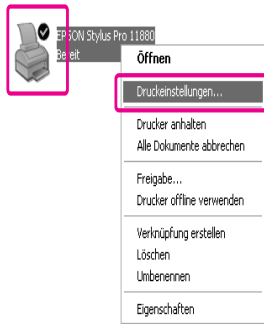 EPSON Stylus Pro 11880
Bereit
Öffnen
Druckeinstellungen...
Drucker anhalten
Alle Dokumente abbrechen
Freigabe...
Drucker offline verwenden
Verknüpfung erstellen
Löschen
Umbenennen
Eigenschaften